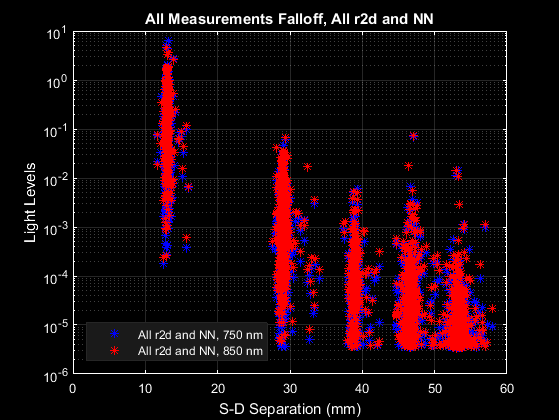 All Measurements Falloff, All r2d and NN
10^1
10^0
10^-1
10^-2
10^-3
10^-4
10^-5
10^-6
Light Levels
All r2d and NN, 750 nm
All r2d and NN, 850 nm
0 10 20 30 40 50 60
S-D Separation (mm)